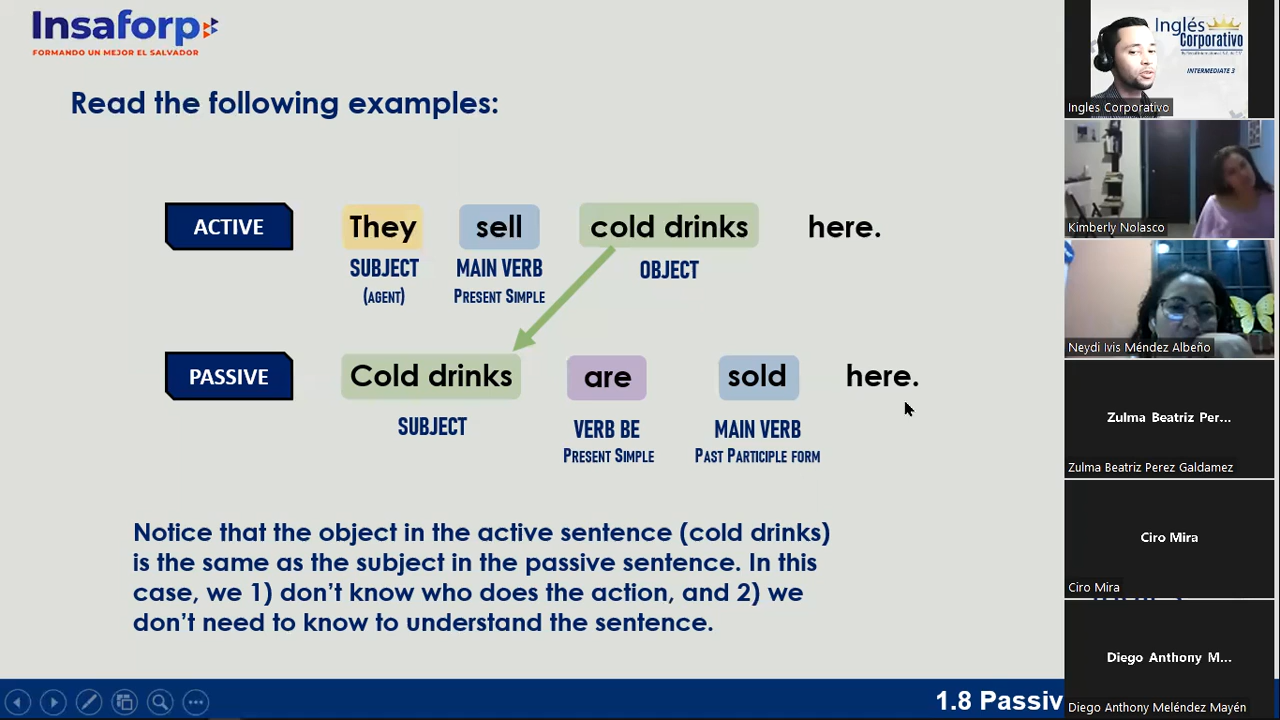 Insaforp
FORMANDO UN MEJOR EL SALVADOR
Read the following examples:
ACTIVE They sell cold drinks here.
SUBJECT MAIN VERB OBJECT
(AGENT) PRESENT SIMPLE
PASSIVE Cold drinks are sold here.
SUBJECT VERB BE MAIN VERB
PRESENT SIMPLE PAST PARTICIPLE FORM
Notice that the object in the active sentence (cold drinks)
is the same as the subject in the passive sentence. In this
case, we 1) don’t know who does the action, and 2) we
don’t need to know to understand the sentence.
1.8 Passiv
Inglés
Corporativo
INTERMEDIATE 3
Ingles Corporativo
Kimberly Nolasco
Neydi Ivis Méndez Albeño
Zulma Beatriz Per...
Zulma Beatriz Perez Galdamez
Ciro Mira
Ciro Mira
Diego Anthony M...
Diego Anthony Meléndez Mayén